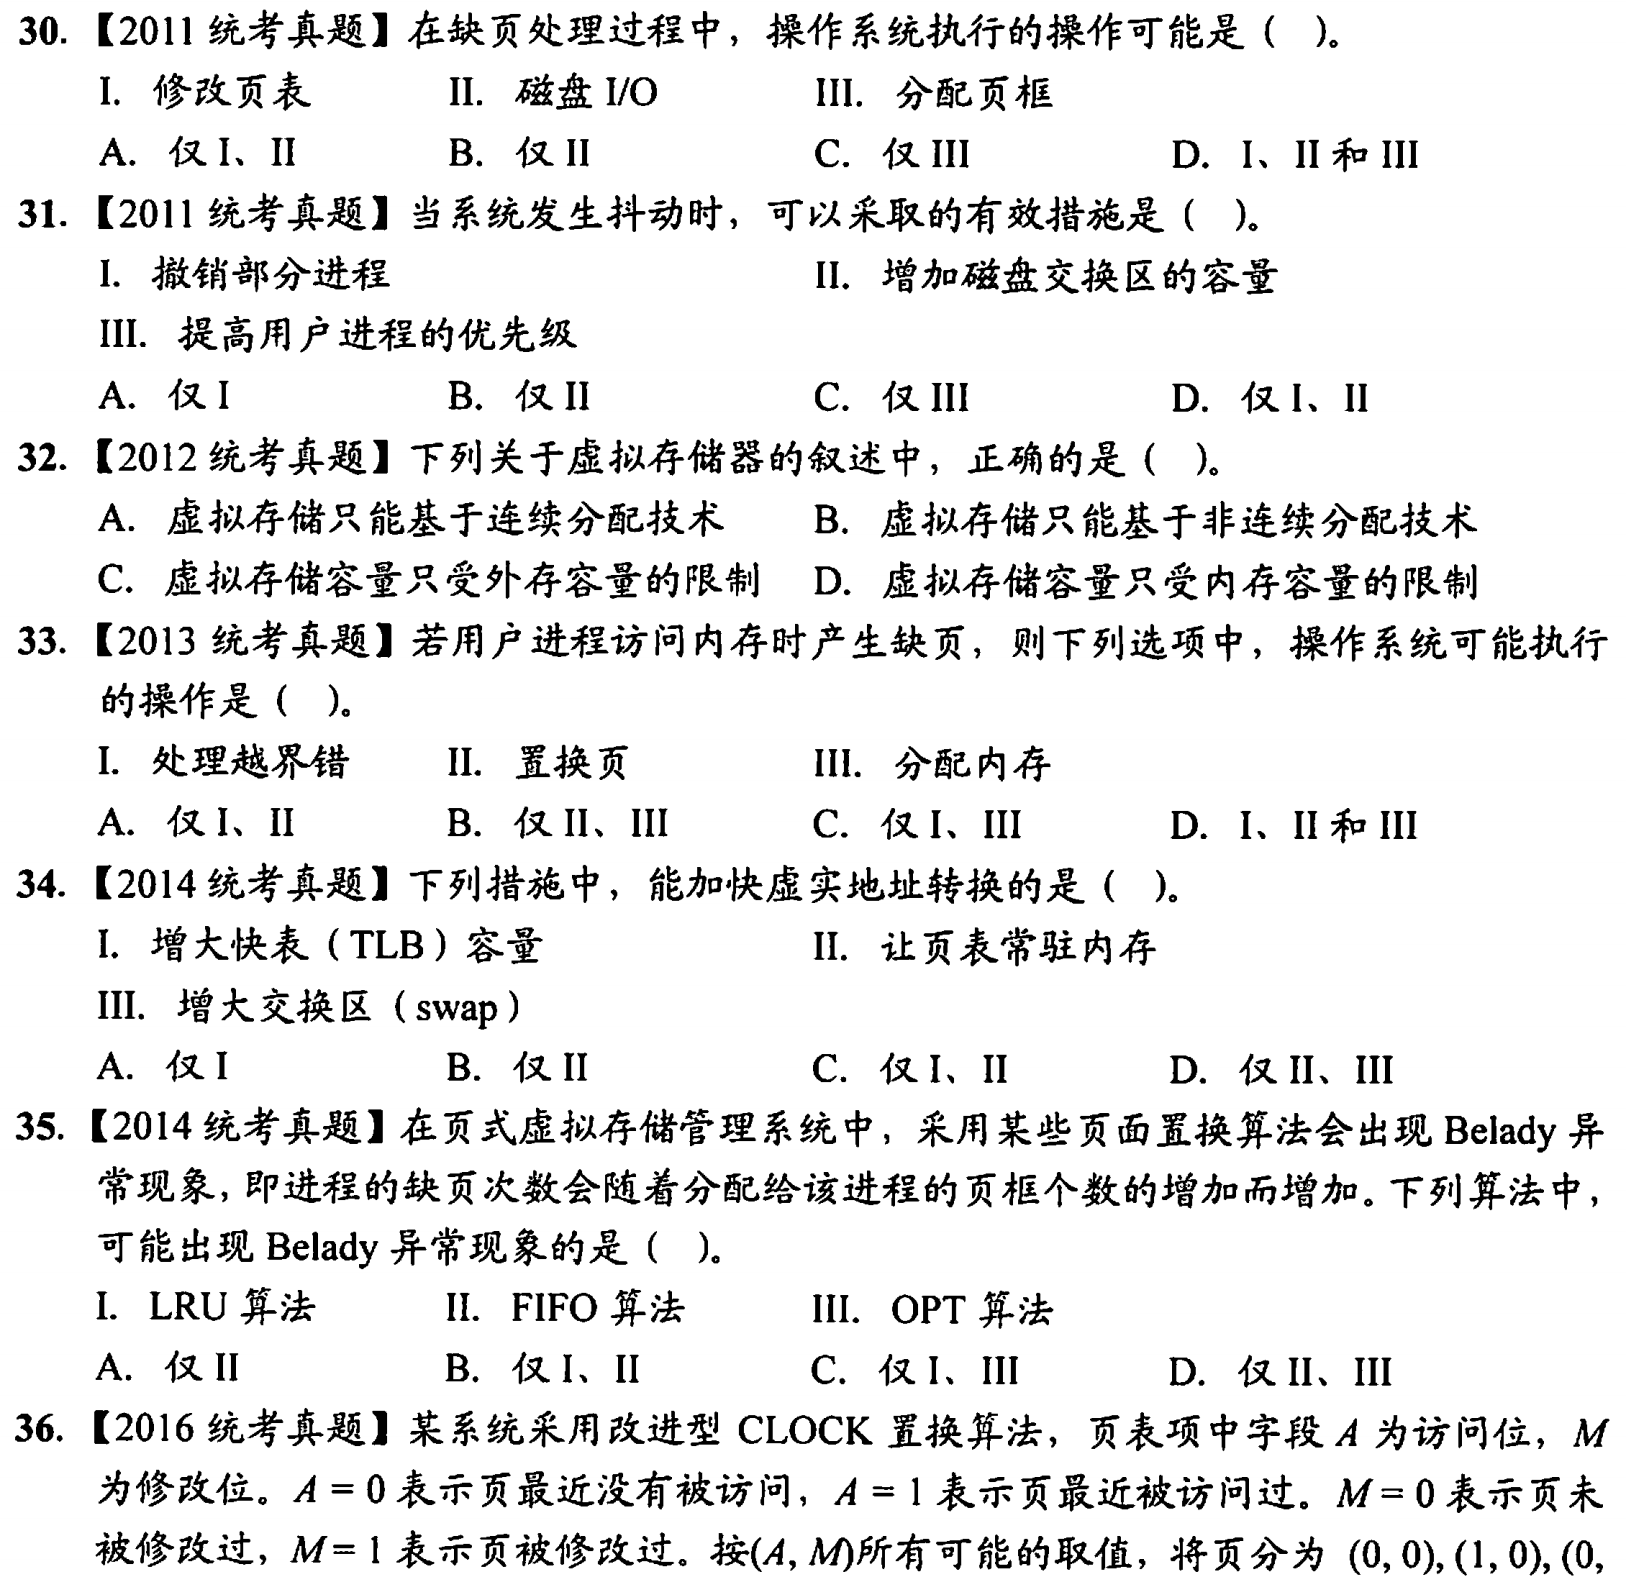 30. 【2011 统考真题】在缺页处理过程中，操作系统执行的操作可能是（　）。
I. 修改页表　II. 磁盘 I/O　III. 分配页框
A. 仅 I、II　B. 仅 II　C. 仅 III　D. I、II 和 III
31. 【2011 统考真题】当系统发生抖动时，可以采取的有效措施是（　）。
I. 撤销部分进程　II. 增加磁盘交换区的容量
III. 提高用户进程的优先级
A. 仅 I　B. 仅 II　C. 仅 III　D. 仅 I、II
32. 【2012 统考真题】下列关于虚拟存储器的叙述中，正确的是（　）。
A. 虚拟存储只能基于连续分配技术　B. 虚拟存储只能基于非连续分配技术
C. 虚拟存储容量只受外存容量的限制　D. 虚拟存储容量只受内存容量的限制
33. 【2013 统考真题】若用户进程访问内存时产生缺页，则下列选项中，操作系统可能执行
的操作是（　）。
I. 处理越界错　II. 置换页　III. 分配内存
A. 仅 I、II　B. 仅 II、III　C. 仅 I、III　D. I、II 和 III
34. 【2014 统考真题】下列措施中，能加快虚实地址转换的是（　）。
I. 增大快表（TLB）容量　II. 让页表常驻内存
III. 增大交换区（swap）
A. 仅 I　B. 仅 II　C. 仅 I、II　D. 仅 II、III
35. 【2014 统考真题】在页式虚拟存储管理系统中，采用某些页面置换算法会出现 Belady 异
常现象，即进程的缺页次数会随着分配给该进程的页框个数的增加而增加。下列算法中，
可能出现 Belady 异常现象的是（　）。
I. LRU 算法　II. FIFO 算法　III. OPT 算法
A. 仅 II　B. 仅 I、II　C. 仅 I、III　D. 仅 II、III
36. 【2016 统考真题】某系统采用改进型 CLOCK 置换算法，页表项中字段 A 为访问位，M
为修改位。A = 0 表示页最近没有被访问，A = 1 表示页最近被访问过。M = 0 表示页未
被修改过，M = 1 表示页被修改过。按(A, M)所有可能的取值，将页分为 (0, 0), (1, 0), (0,